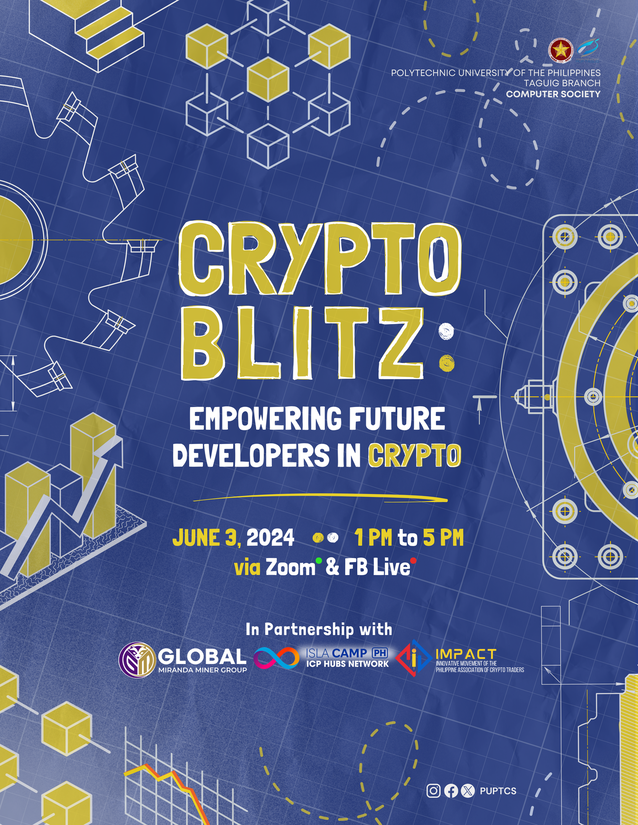 POLYTECHNIC UNIVERSITY OF THE PHILIPPINES
TAGUIG BRANCH
COMPUTER SOCIETY
CRYPTO
BLITZ:
EMPOWERING FUTURE
DEVELOPERS IN CRYPTO
JUNE 3, 2024 1 PM to 5 PM
via Zoom & FB Live
In Partnership with
GLOBAL
MIRANDA MINER GROUP
ISLA CAMP PH
ICP HUBS NETWORK
IMPACT
INNOVATIVE MOVEMENT OF THE
PHILIPPINE ASSOCIATION OF CRYPTO TRADERS
PUPTCS